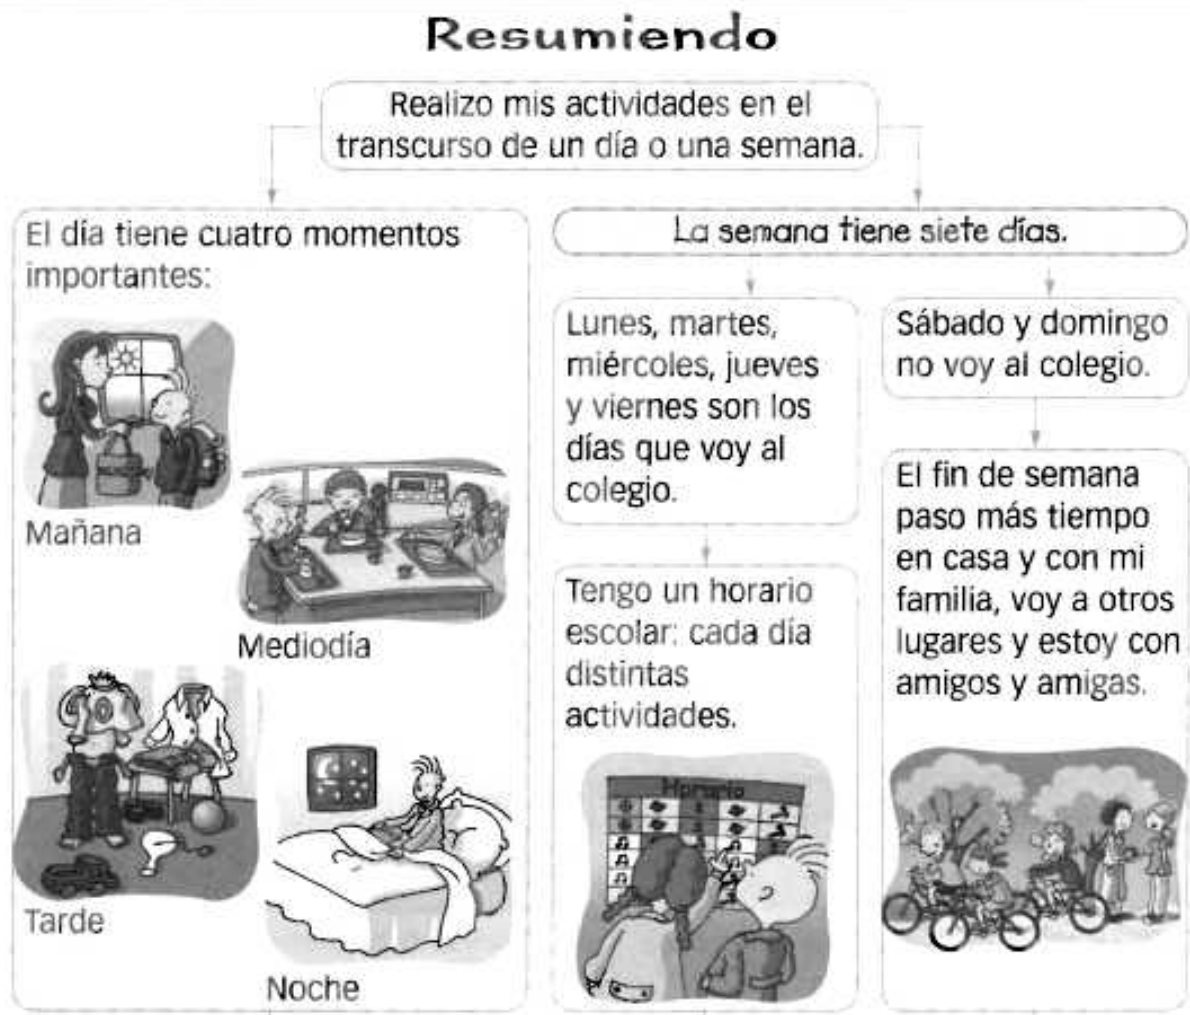 Resumiendo
Realizo mis actividades en el
transcurso de un día o una semana.
El día tiene cuatro momentos
importantes:
Mañana
Mediodía
Tarde
Noche
La semana tiene siete días.
Lunes, martes,
miércoles, jueves
y viernes son los
días que voy al
colegio.
Tengo un horario
escolar: cada día
distintas
actividades.
Horario
Sábado y domingo
no voy al colegio.
El fin de semana
paso más tiempo
en casa y con mi
familia, voy a otros
lugares y estoy con
amigos y amigas.